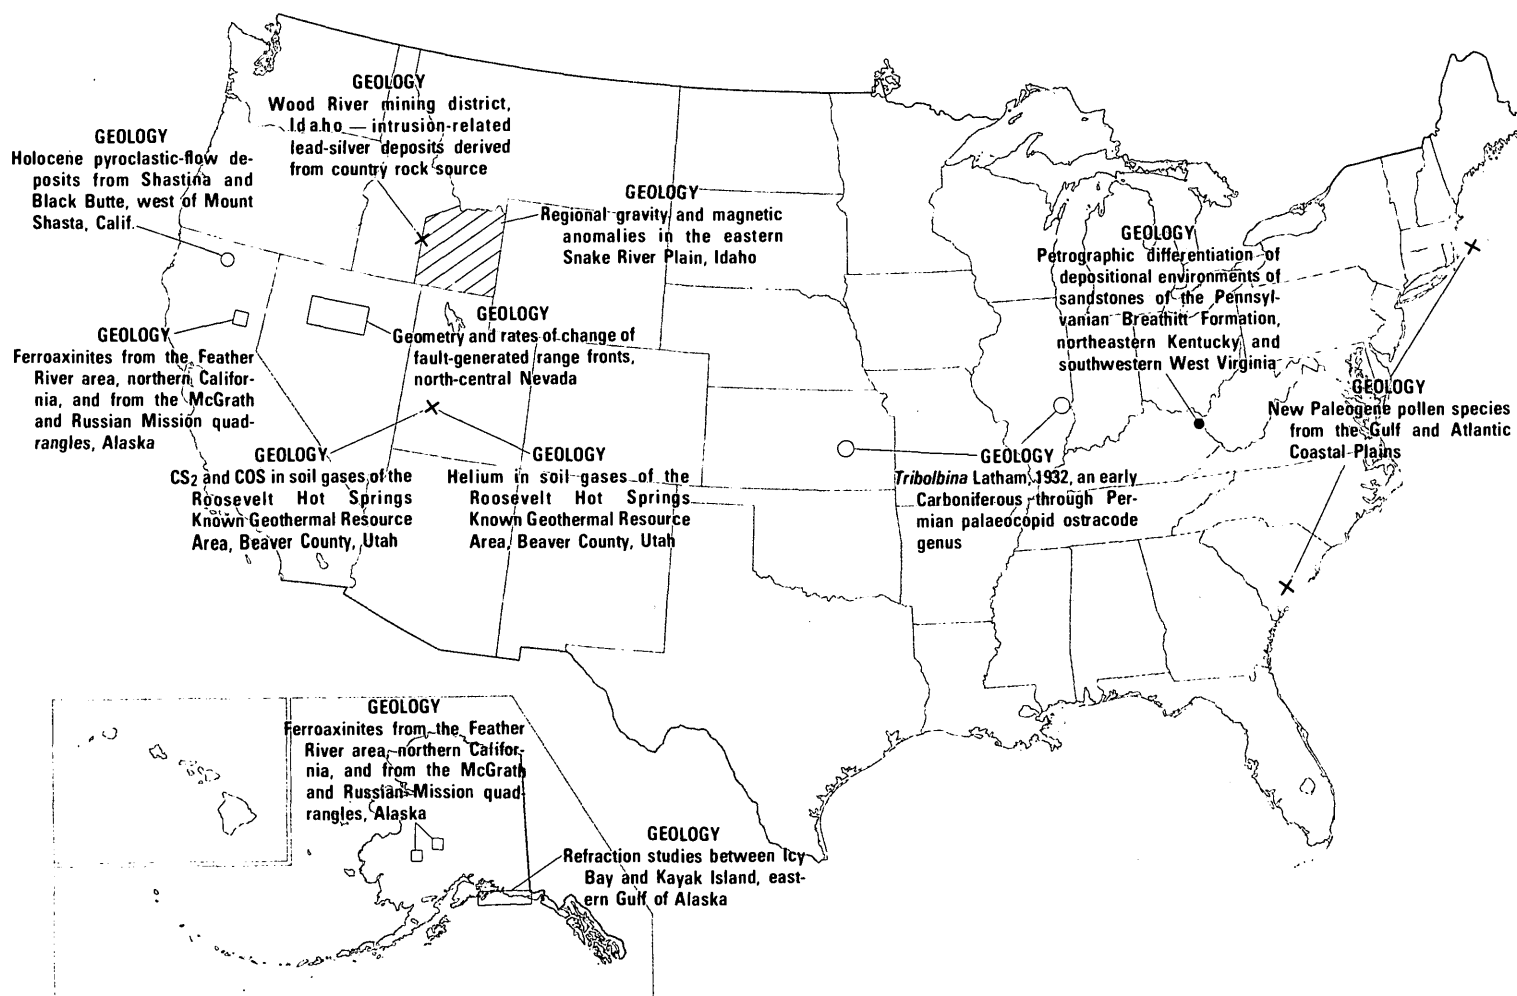 GEOLOGY
Wood River mining district,
Idaho — intrusion-related
lead-silver deposits derived
from country rock source
GEOLOGY
Holocene pyroclastic-flow de-
posits from Shastina and
Black Butte, west of Mount
Shasta, Calif.
GEOLOGY
Regional gravity and magnetic
anomalies in the eastern
Snake River Plain, Idaho
GEOLOGY
Petrographic differentiation of
depositional environments of
sandstones of the Pennsyl-
vanian Breathitt Formation,
northeastern Kentucky and
southwestern West Virginia
GEOLOGY
Geometry and rates of change of
fault-generated range fronts,
north-central Nevada
GEOLOGY
Ferroaxinites from the Feather
River area, northern Califor-
nia, and from the McGrath
and Russian Mission quad-
rangles, Alaska
GEOLOGY
New Paleogene pollen species
from the Gulf and Atlantic
Coastal Plains
GEOLOGY
CS2 and COS in soil gases of the
Roosevelt Hot Springs
Known Geothermal Resource
Area, Beaver County, Utah
GEOLOGY
Helium in soil gases of the
Roosevelt Hot Springs
Known Geothermal Resource
Area, Beaver County, Utah
GEOLOGY
Tribolbina Latham, 1932, an early
Carboniferous through Per-
mian palaeocopid ostracode
genus
GEOLOGY
Ferroaxinites from the Feather
River area, northern Califor-
nia, and from the McGrath
and Russian Mission quad-
rangles, Alaska
GEOLOGY
Refraction studies between Icy
Bay and Kayak Island, east-
ern Gulf of Alaska